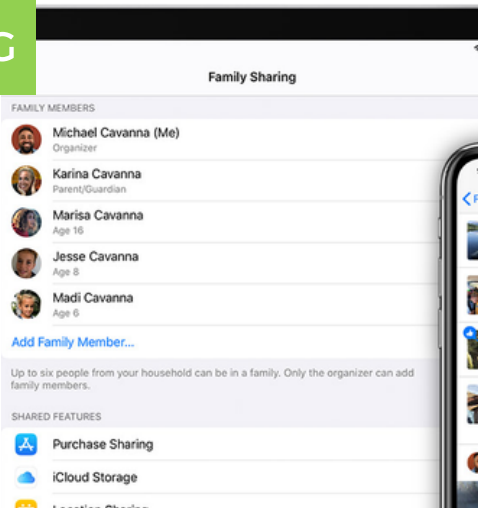 G
Family Sharing
FAMILY MEMBERS
Michael Cavanna (Me)
Organizer
Karina Cavanna
Parent/Guardian
Marisa Cavanna
Age 16
Jesse Cavanna
Age 8
Madi Cavanna
Age 6
Add Family Member...
Up to six people from your household can be in a family. Only the organizer can add
family members.
SHARED FEATURES
Purchase Sharing
iCloud Storage
Location Sharing